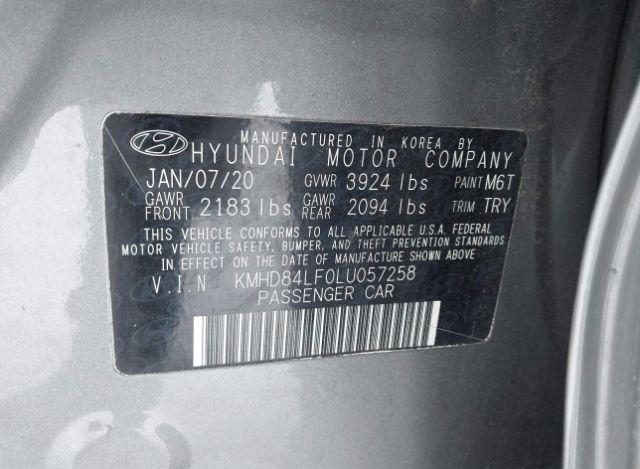 MANUFACTURED IN KOREA BY
HYUNDAI MOTOR COMPANY
JAN/07/20 GVWR 3924 lbs PAINT M6T
GAWR FRONT 2183 lbs GAWR REAR 2094 lbs TRIM TRY
THIS VEHICLE CONFORMS TO ALL APPLICABLE U.S.A. FEDERAL
MOTOR VEHICLE SAFETY, BUMPER, AND THEFT PREVENTION STANDARDS
IN EFFECT ON THE DATE OF MANUFACTURE SHOWN ABOVE
V.I.N KMHD84LF0LU057258
PASSENGER CAR